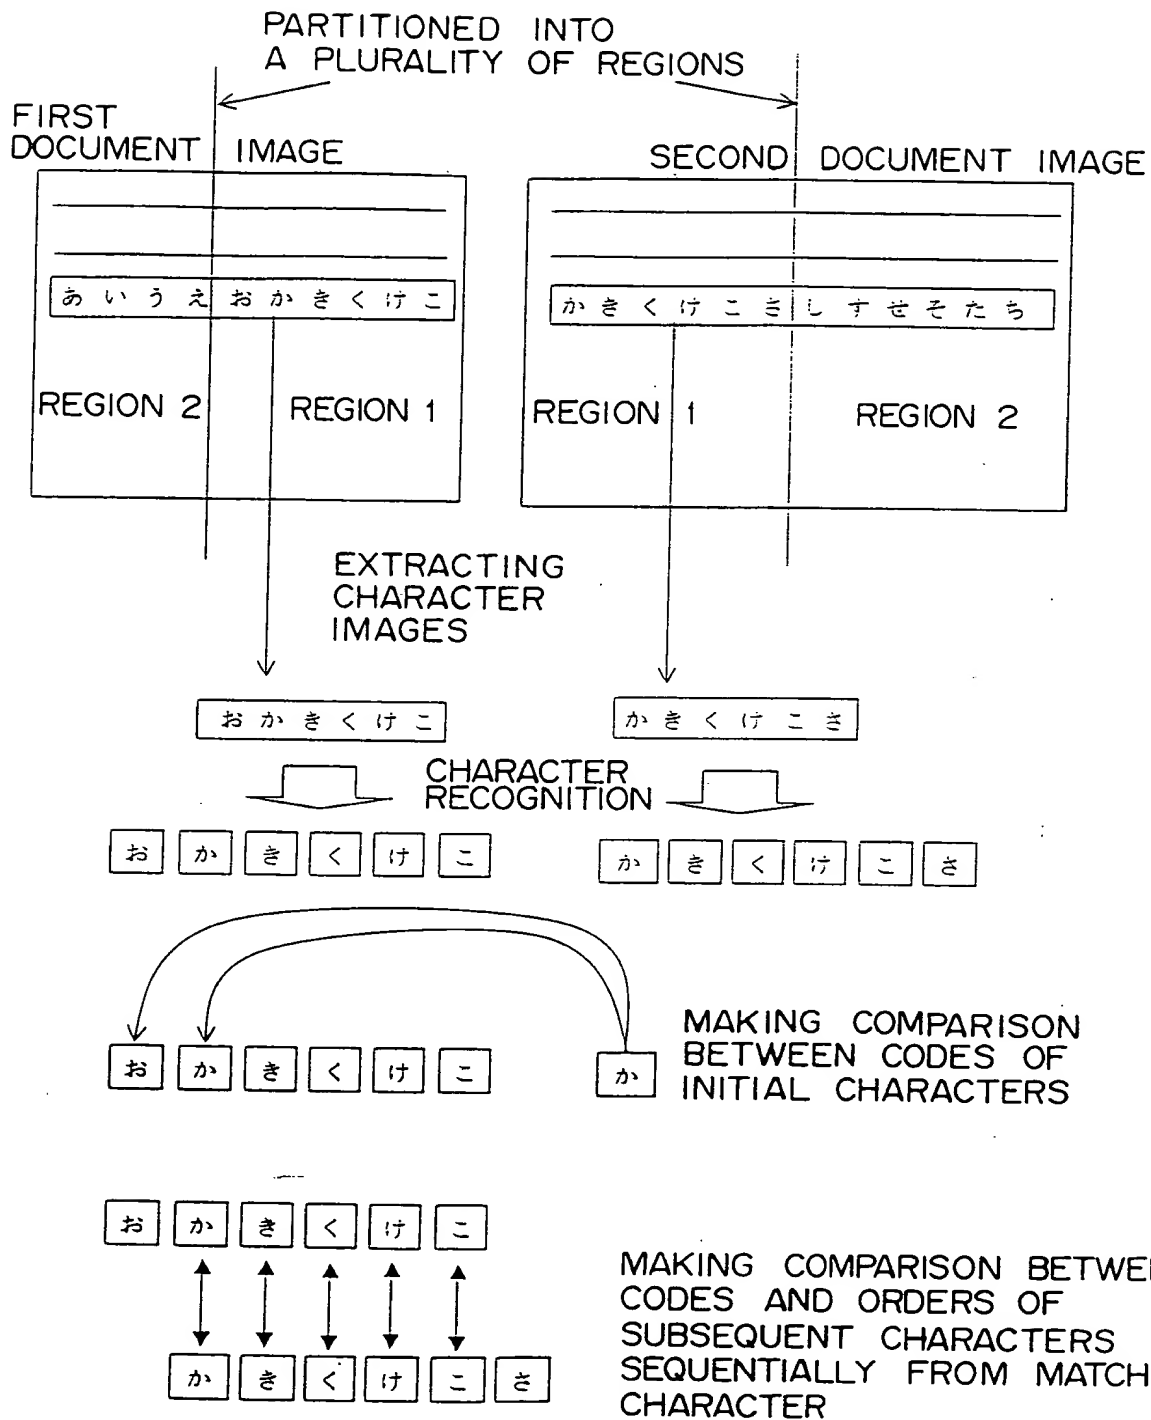 PARTITIONED INTO
A PLURALITY OF REGIONS
FIRST
DOCUMENT IMAGE
SECOND DOCUMENT IMAGE
あいうえおかきくけこ
かきくけこさしすせそたち
REGION 2
REGION 1
REGION 1
REGION 2
EXTRACTING
CHARACTER
IMAGES
おかきくけこ
かきくけこさ
CHARACTER
RECOGNITION
お か き く け こ
か き く け こ さ
お か き く け こ
か
MAKING COMPARISON
BETWEEN CODES OF
INITIAL CHARACTERS
お か き く け こ
か き く け こ さ
MAKING COMPARISON BETWE
CODES AND ORDERS OF
SUBSEQUENT CHARACTERS
SEQUENTIALLY FROM MATCH
CHARACTER